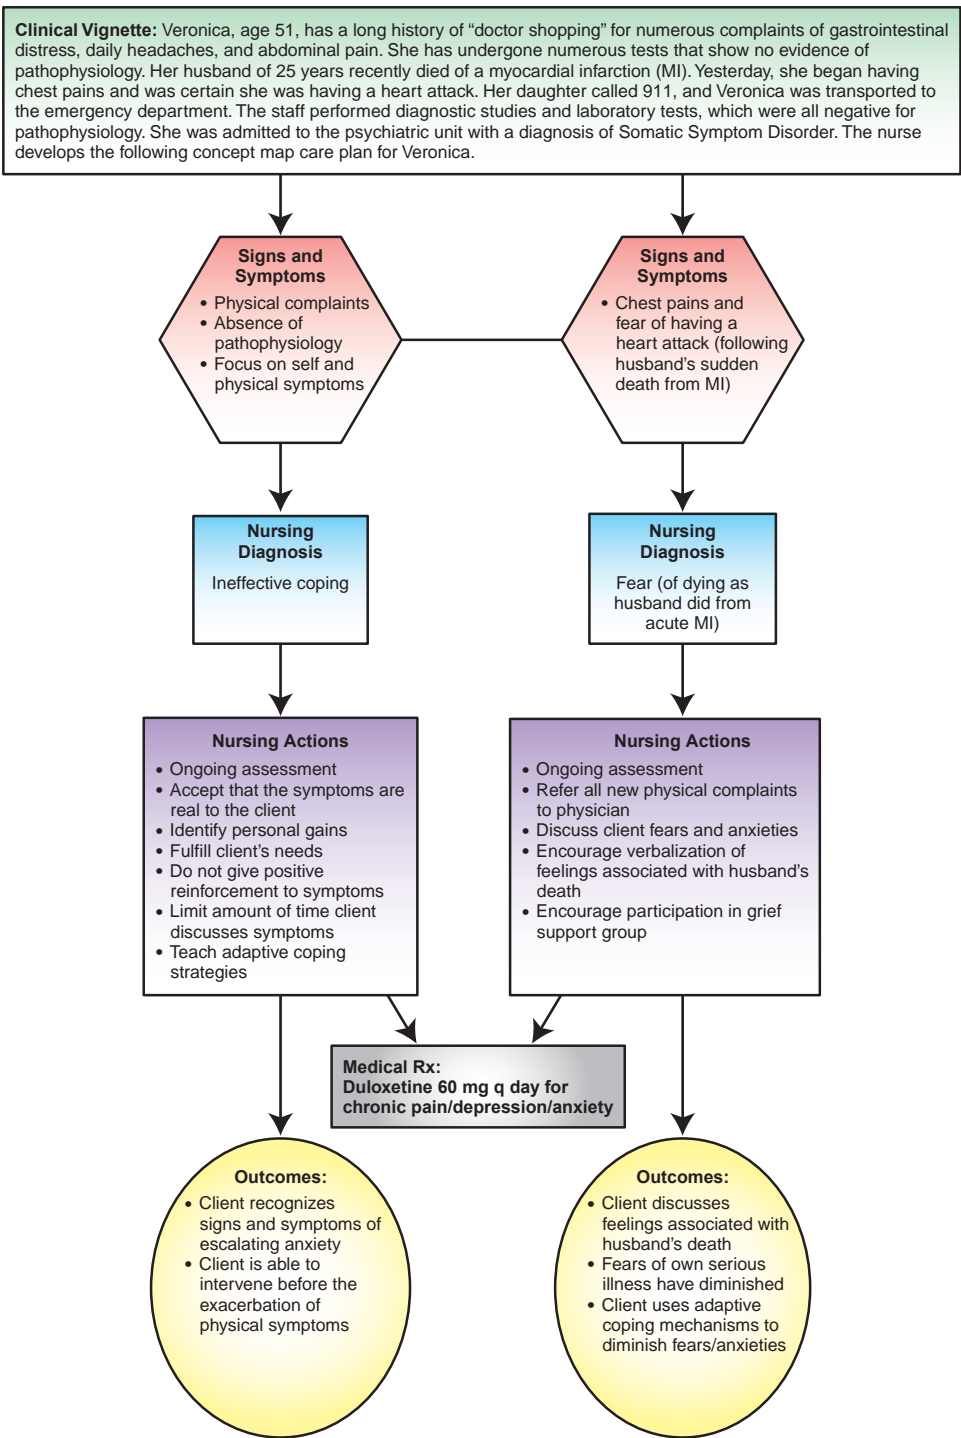 Clinical Vignette: Veronica, age 51, has a long history of “doctor shopping” for numerous complaints of gastrointestinal
distress, daily headaches, and abdominal pain. She has undergone numerous tests that show no evidence of
pathophysiology. Her husband of 25 years recently died of a myocardial infarction (MI). Yesterday, she began having
chest pains and was certain she was having a heart attack. Her daughter called 911, and Veronica was transported to
the emergency department. The staff performed diagnostic studies and laboratory tests, which were all negative for
pathophysiology. She was admitted to the psychiatric unit with a diagnosis of Somatic Symptom Disorder. The nurse
develops the following concept map care plan for Veronica.
Signs and
Symptoms
• Physical complaints
• Absence of
pathophysiology
• Focus on self and
physical symptoms
Signs and
Symptoms
• Chest pains and
fear of having a
heart attack (following
husband’s sudden
death from MI)
Nursing
Diagnosis
Ineffective coping
Nursing
Diagnosis
Fear (of dying as
husband did from
acute MI)
Nursing Actions
• Ongoing assessment
• Accept that the symptoms are
real to the client
• Identify personal gains
• Fulfill client’s needs
• Do not give positive
reinforcement to symptoms
• Limit amount of time client
discusses symptoms
• Teach adaptive coping
strategies
Nursing Actions
• Ongoing assessment
• Refer all new physical complaints
to physician
• Discuss client fears and anxieties
• Encourage verbalization of
feelings associated with husband’s
death
• Encourage participation in grief
support group
Medical Rx:
Duloxetine 60 mg q day for
chronic pain/depression/anxiety
Outcomes:
• Client recognizes
signs and symptoms of
escalating anxiety
• Client is able to
intervene before the
exacerbation of
physical symptoms
Outcomes:
• Client discusses
feelings associated with
husband’s death
• Fears of own serious
illness have diminished
• Client uses adaptive
coping mechanisms to
diminish fears/anxieties